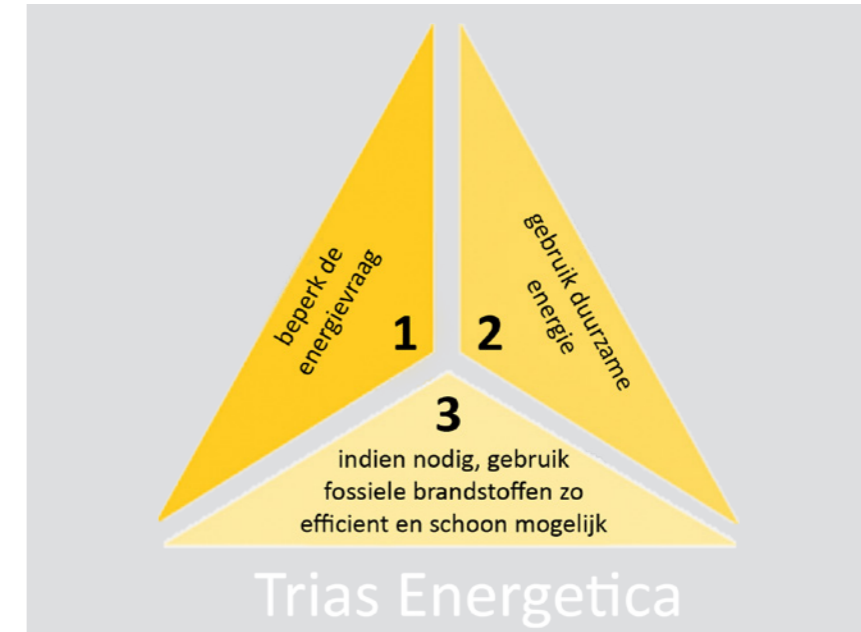 beperk de
energievraag
1
gebruik duurzame
energie
2
3
indien nodig, gebruik
fossiele brandstoffen zo
efficient en schoon mogelijk
Trias Energetica